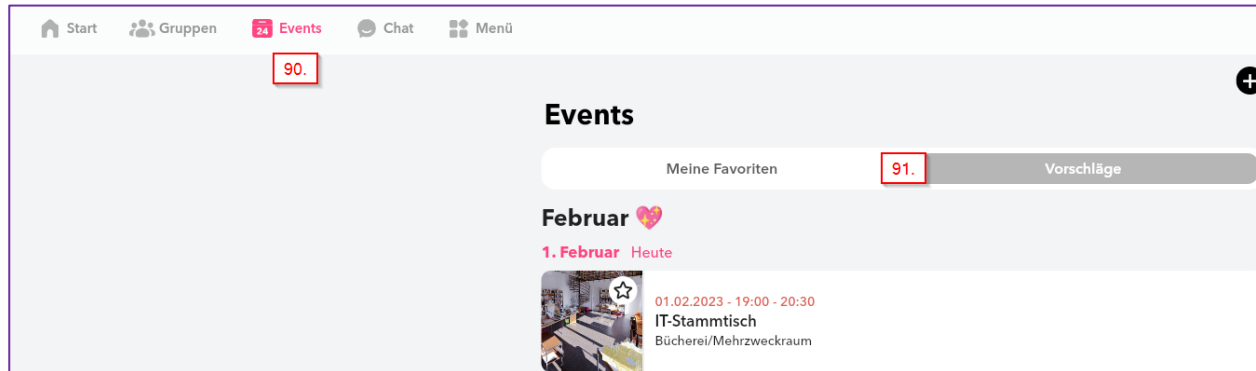 Start Gruppen 24 Events Chat Menü
90.
Events
Meine Favoriten 91. Vorschläge
Februar 💖
1. Februar Heute
01.02.2023 - 19:00 - 20:30
IT-Stammtisch
Bücherei/Mehrzweckraum